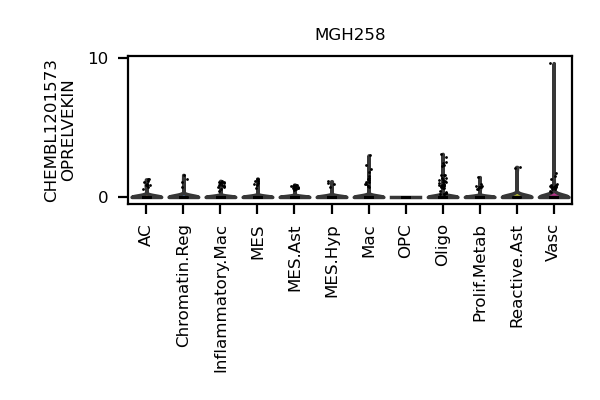 MGH258
CHEMBL1201573
OPRELVEKIN
10
0
AC
Chromatin.Reg
Inflammatory.Mac
MES
MES.Ast
MES.Hyp
Mac
OPC
Oligo
Prolif.Metab
Reactive.Ast
Vasc